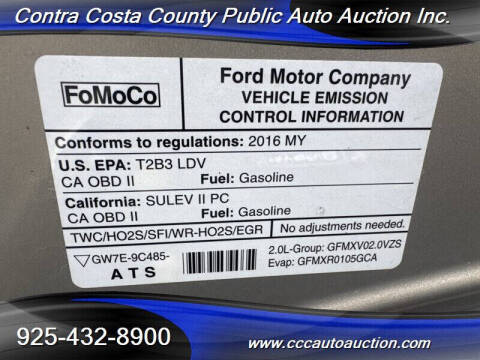 Contra Costa County Public Auto Auction Inc.
FoMoCo
Ford Motor Company
VEHICLE EMISSION
CONTROL INFORMATION
Conforms to regulations: 2016 MY
U.S. EPA: T2B3 LDV
CA OBD II Fuel: Gasoline
California: SULEV II PC
CA OBD II Fuel: Gasoline
TWC/HO2S/SFI/WR-HO2S/EGR No adjustments needed.
GW7E-9C485-
ATS
2.0L-Group: GFMXV02.0VZS
Evap: GFMXR0105GCA
925-432-8900
www.cccautoauction.com